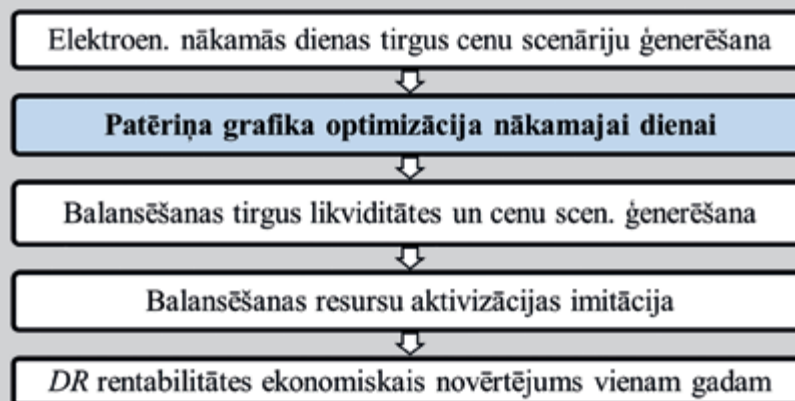 Elektroen. nākamās dienas tirgus cenu scenāriju ģenerēšana
Patēriņa grafika optimizācija nākamajai dienai
Balansēšanas tirgus likviditātes un cenu scen. ģenerēšana
Balansēšanas resursu aktivizācijas imitācija
DR rentabilitātes ekonomiskais novērtējums vienam gadam